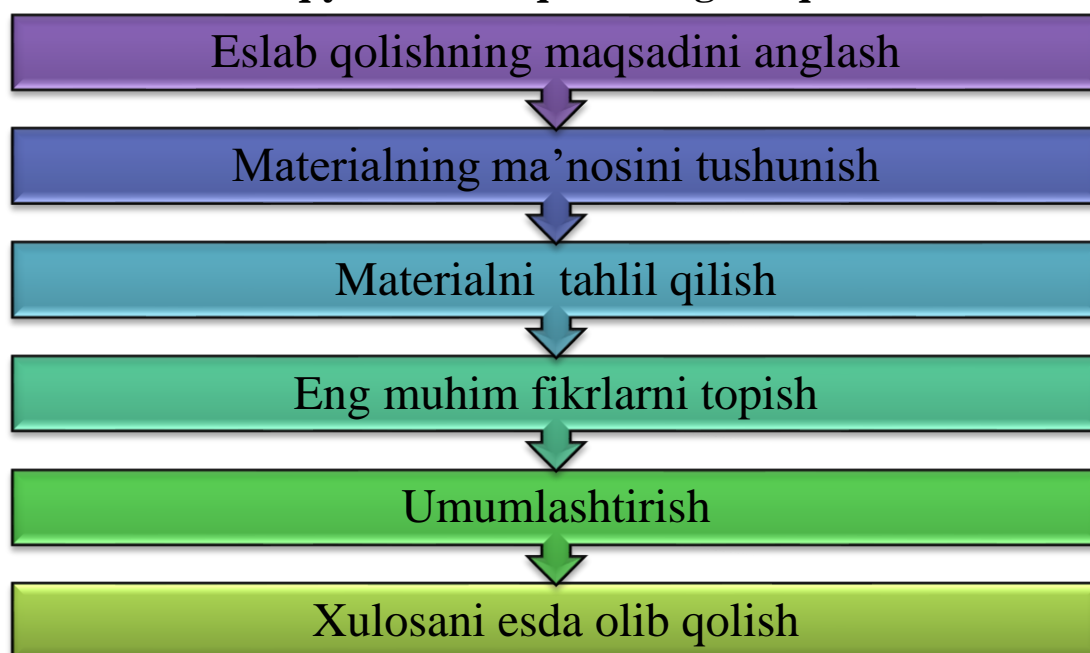 Eslab qolishning maqsadini anglash
Materialning ma’nosini tushunish
Materialni  tahlil qilish
Eng muhim fikrlarni topish
Umumlashtirish
Xulosani esda olib qolish